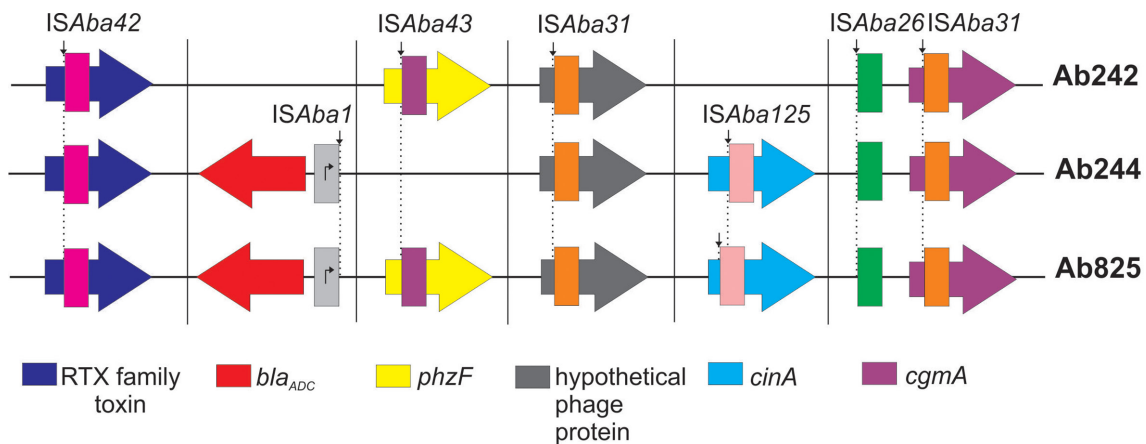 ISAba42 ISAba43 ISAba31 ISAba26 ISAba31
Ab242
ISAba1 ISAba125
Ab244
Ab825
RTX family toxin
bla_ADC
phzF
hypothetical phage protein
cinA
cgmA